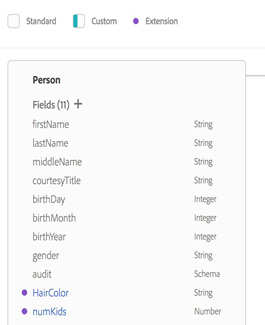 Standard Custom Extension
Person
Fields (11) +
firstName String
lastName String
middleName String
courtesyTitle String
birthDay Integer
birthMonth Integer
birthYear Integer
gender String
audit Schema
HairColor String
numKids Number